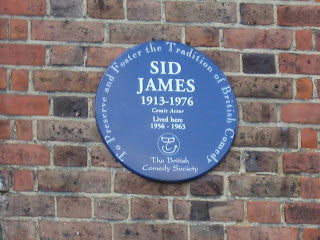 To Preserve and Foster the Tradition of British Comedy
SID
JAMES
1913-1976
Comic Actor
Lived here
1956 - 1963
The British
Comedy Society